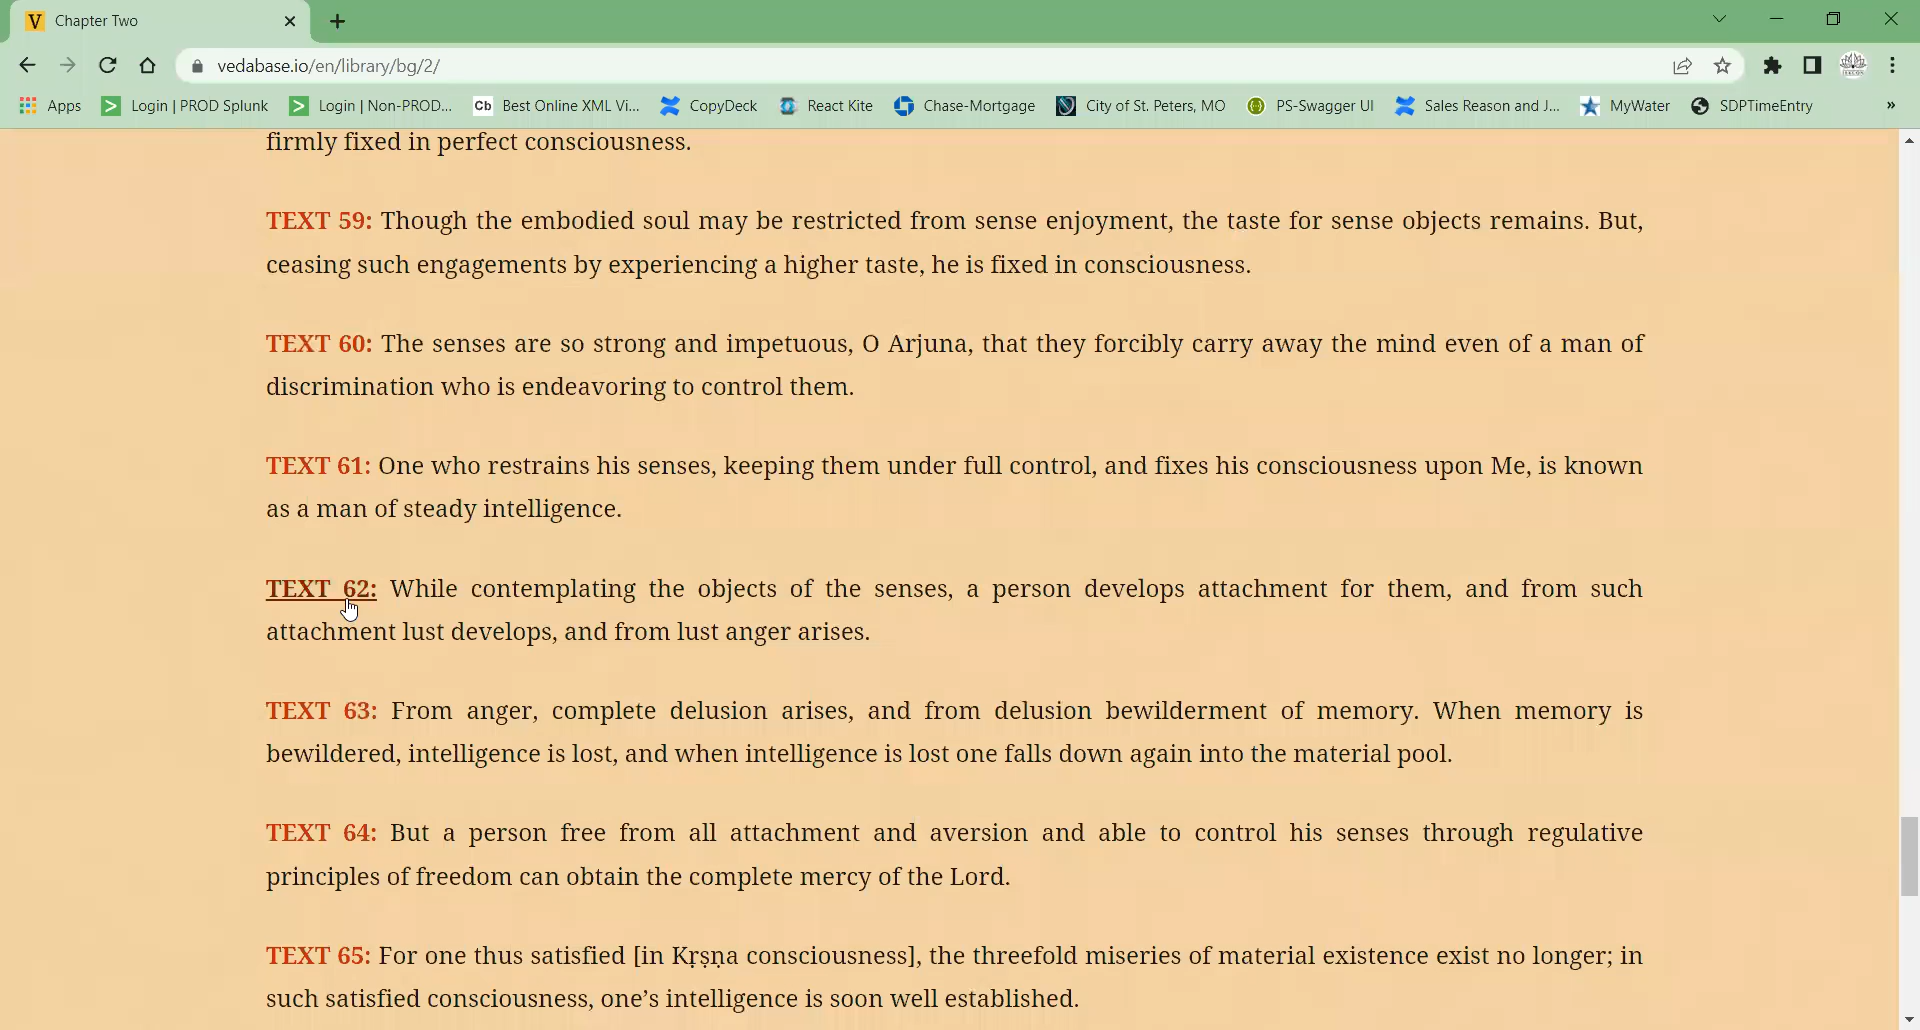 V Chapter Two
vedabase.io/en/library/bg/2/
Apps Login | PROD Splunk Login | Non-PROD... Cb Best Online XML Vi... CopyDeck React Kite Chase-Mortgage City of St. Peters, MO PS-Swagger UI Sales Reason and J... MyWater SDPTimeEntry »
firmly fixed in perfect consciousness.
TEXT 59: Though the embodied soul may be restricted from sense enjoyment, the taste for sense objects remains. But,
ceasing such engagements by experiencing a higher taste, he is fixed in consciousness.
TEXT 60: The senses are so strong and impetuous, O Arjuna, that they forcibly carry away the mind even of a man of
discrimination who is endeavoring to control them.
TEXT 61: One who restrains his senses, keeping them under full control, and fixes his consciousness upon Me, is known
as a man of steady intelligence.
TEXT 62: While contemplating the objects of the senses, a person develops attachment for them, and from such
attachment lust develops, and from lust anger arises.
TEXT 63: From anger, complete delusion arises, and from delusion bewilderment of memory. When memory is
bewildered, intelligence is lost, and when intelligence is lost one falls down again into the material pool.
TEXT 64: But a person free from all attachment and aversion and able to control his senses through regulative
principles of freedom can obtain the complete mercy of the Lord.
TEXT 65: For one thus satisfied [in Kṛṣṇa consciousness], the threefold miseries of material existence exist no longer; in
such satisfied consciousness, one’s intelligence is soon well established.